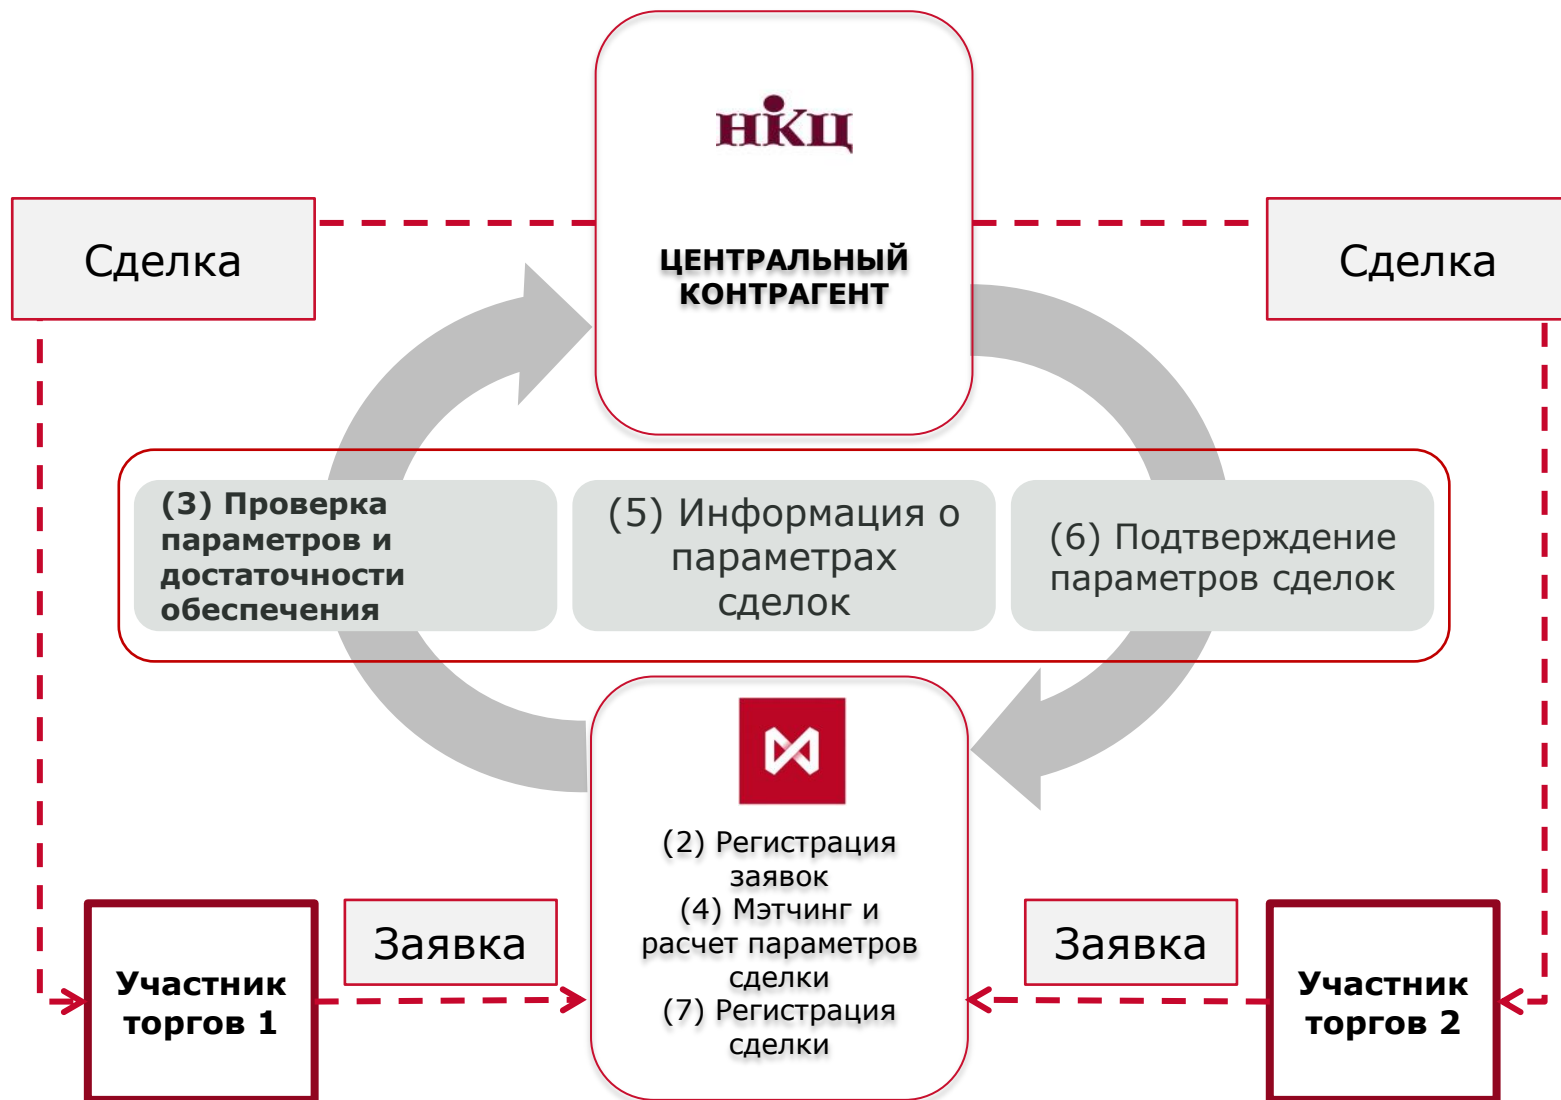 нкц
ЦЕНТРАЛЬНЫЙ
КОНТРАГЕНТ
Сделка
Сделка
(3) Проверка
параметров и
достаточности
обеспечения
(5) Информация о
параметрах
сделок
(6) Подтверждение
параметров сделок
(2) Регистрация
заявок
(4) Мэтчинг и
расчет параметров
сделки
(7) Регистрация
сделки
Участник
торгов 1
Заявка
Заявка
Участник
торгов 2